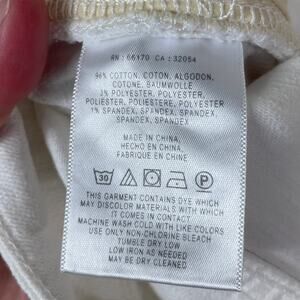 RN: 66170 CA: 32054
96% COTTON, COTON, ALGODON,
COTONE, BAUMWOLLE
3% POLYESTER, POLYESTER,
POLIESTER, POLIESTERE, POLYESTER
1% SPANDEX, SPANDEX, SPANDEX,
SPANDEX, SPANDEX
MADE IN CHINA,
HECHO EN CHINA,
FABRIQUE EN CHINE
30 P
THIS GARMENT CONTAINS DYE WHICH
MAY DISCOLOR MATERIALS WITH WHICH
IT COMES IN CONTACT
MACHINE WASH COLD WITH LIKE COLORS
USE ONLY NON-CHLORINE BLEACH
TUMBLE DRY LOW
LOW IRON AS NEEDED
MAY BE DRY CLEANED